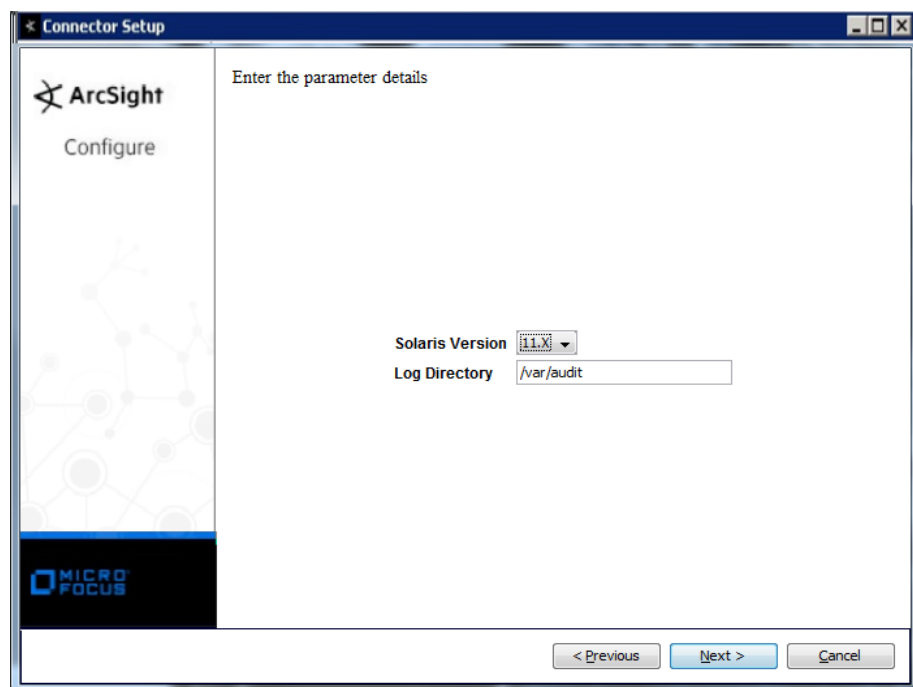 Connector Setup
ArcSight
Configure
Enter the parameter details
Solaris Version 11.X
Log Directory /var/audit
MICRO
FOCUS
< Previous Next > Cancel